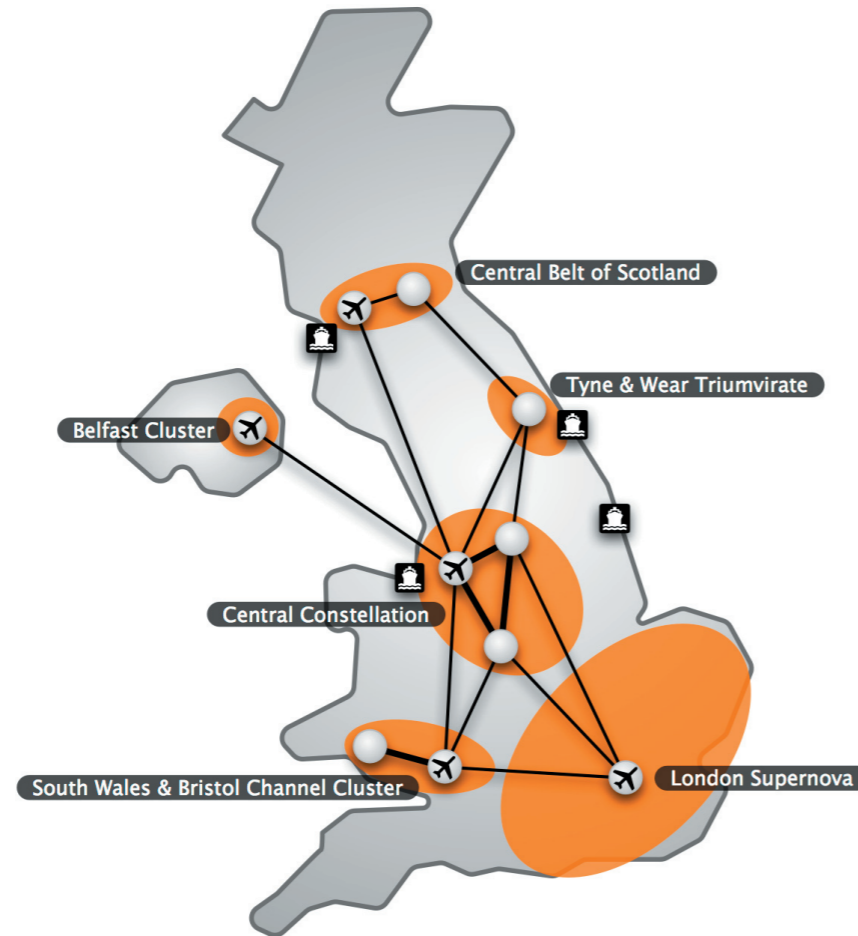 Central Belt of Scotland
Tyne & Wear Triumvirate
Belfast Cluster
Central Constellation
South Wales & Bristol Channel Cluster
London Supernova